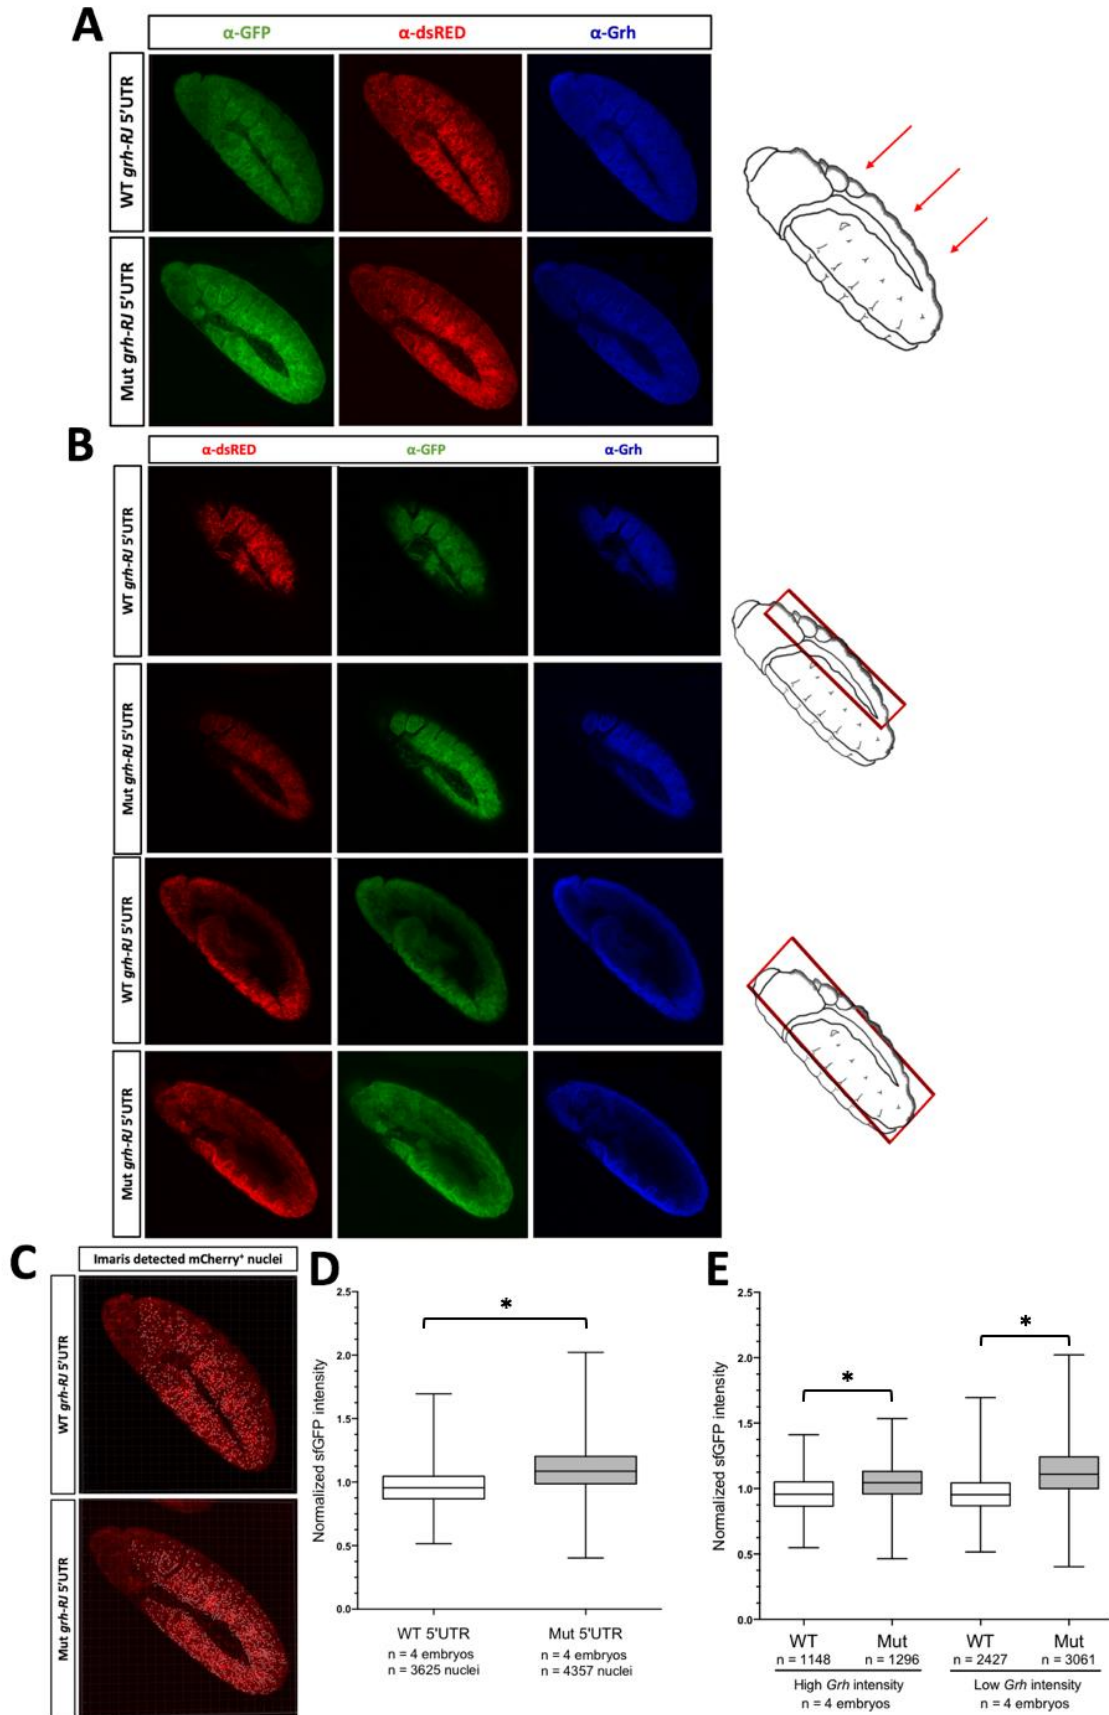 A
α-GFP α-dsRED α-Grh
WT grh-RJ 5'UTR
Mut grh-RJ 5'UTR
B
α-dsRED α-GFP α-Grh
WT grh-RJ 5'UTR
Mut grh-RJ 5'UTR
WT grh-RJ 5'UTR
Mut grh-RJ 5'UTR
C
Imaris detected mCherry⁺ nuclei
WT grh-RJ 5'UTR
Mut grh-RJ 5'UTR
D
Normalized sfGFP intensity
2.5
2.0
1.5
1.0
0.5
0.0
*
WT 5'UTR
n = 4 embryos
n = 3625 nuclei
Mut 5'UTR
n = 4 embryos
n = 4357 nuclei
E
Normalized sfGFP intensity
2.5
2.0
1.5
1.0
0.5
0.0
*
*
WT Mut WT Mut
n = 1148 n = 1296 n = 2427 n = 3061
High Grh intensity
n = 4 embryos
Low Grh intensity
n = 4 embryos